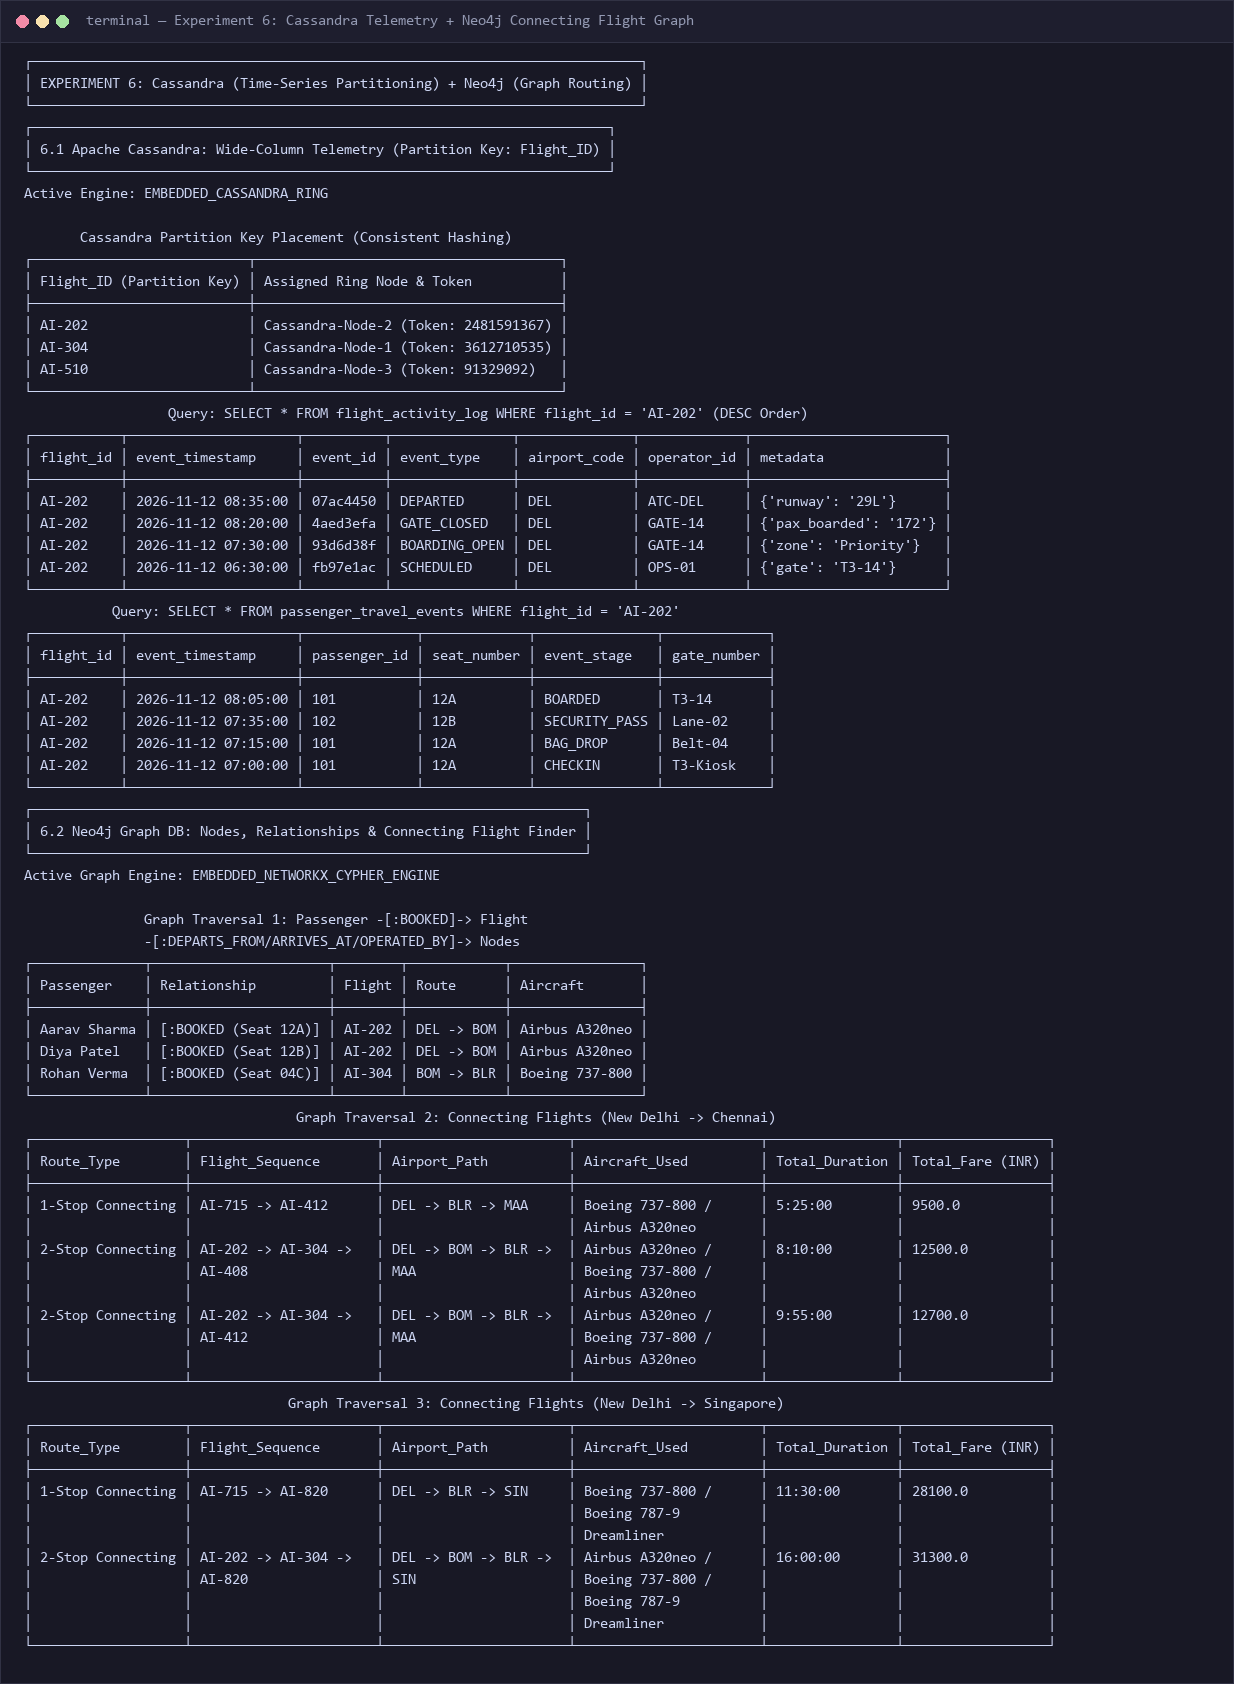 terminal — Experiment 6: Cassandra Telemetry + Neo4j Connecting Flight Graph
EXPERIMENT 6: Cassandra (Time-Series Partitioning) + Neo4j (Graph Routing)
6.1 Apache Cassandra: Wide-Column Telemetry (Partition Key: Flight_ID)
Active Engine: EMBEDDED_CASSANDRA_RING
Cassandra Partition Key Placement (Consistent Hashing)
Flight_ID (Partition Key) │ Assigned Ring Node & Token
AI-202 │ Cassandra-Node-2 (Token: 2481591367)
AI-304 │ Cassandra-Node-1 (Token: 3612710535)
AI-510 │ Cassandra-Node-3 (Token: 91329092)
Query: SELECT * FROM flight_activity_log WHERE flight_id = 'AI-202' (DESC Order)
flight_id │ event_timestamp │ event_id │ event_type │ airport_code │ operator_id │ metadata
AI-202 │ 2026-11-12 08:35:00 │ 07ac4450 │ DEPARTED │ DEL │ ATC-DEL │ {'runway': '29L'}
AI-202 │ 2026-11-12 08:20:00 │ 4aed3efa │ GATE_CLOSED │ DEL │ GATE-14 │ {'pax_boarded': '172'}
AI-202 │ 2026-11-12 07:30:00 │ 93d6d38f │ BOARDING_OPEN │ DEL │ GATE-14 │ {'zone': 'Priority'}
AI-202 │ 2026-11-12 06:30:00 │ fb97e1ac │ SCHEDULED │ DEL │ OPS-01 │ {'gate': 'T3-14'}
Query: SELECT * FROM passenger_travel_events WHERE flight_id = 'AI-202'
flight_id │ event_timestamp │ passenger_id │ seat_number │ event_stage │ gate_number
AI-202 │ 2026-11-12 08:05:00 │ 101 │ 12A │ BOARDED │ T3-14
AI-202 │ 2026-11-12 07:35:00 │ 102 │ 12B │ SECURITY_PASS │ Lane-02
AI-202 │ 2026-11-12 07:15:00 │ 101 │ 12A │ BAG_DROP │ Belt-04
AI-202 │ 2026-11-12 07:00:00 │ 101 │ 12A │ CHECKIN │ T3-Kiosk
6.2 Neo4j Graph DB: Nodes, Relationships & Connecting Flight Finder
Active Graph Engine: EMBEDDED_NETWORKX_CYPHER_ENGINE
Graph Traversal 1: Passenger -[:BOOKED]-> Flight
-[:DEPARTS_FROM/ARRIVES_AT/OPERATED_BY]-> Nodes
Passenger │ Relationship │ Flight │ Route │ Aircraft
Aarav Sharma │ [:BOOKED (Seat 12A)] │ AI-202 │ DEL -> BOM │ Airbus A320neo
Diya Patel │ [:BOOKED (Seat 12B)] │ AI-202 │ DEL -> BOM │ Airbus A320neo
Rohan Verma │ [:BOOKED (Seat 04C)] │ AI-304 │ BOM -> BLR │ Boeing 737-800
Graph Traversal 2: Connecting Flights (New Delhi -> Chennai)
Route_Type │ Flight_Sequence │ Airport_Path │ Aircraft_Used │ Total_Duration │ Total_Fare (INR)
1-Stop Connecting │ AI-715 -> AI-412 │ DEL -> BLR -> MAA │ Boeing 737-800 / │ 5:25:00 │ 9500.0
Airbus A320neo
2-Stop Connecting │ AI-202 -> AI-304 -> │ DEL -> BOM -> BLR -> │ Airbus A320neo / │ 8:10:00 │ 12500.0
AI-408 │ MAA │ Boeing 737-800 /
Airbus A320neo
2-Stop Connecting │ AI-202 -> AI-304 -> │ DEL -> BOM -> BLR -> │ Airbus A320neo / │ 9:55:00 │ 12700.0
AI-412 │ MAA │ Boeing 737-800 /
Airbus A320neo
Graph Traversal 3: Connecting Flights (New Delhi -> Singapore)
Route_Type │ Flight_Sequence │ Airport_Path │ Aircraft_Used │ Total_Duration │ Total_Fare (INR)
1-Stop Connecting │ AI-715 -> AI-820 │ DEL -> BLR -> SIN │ Boeing 737-800 / │ 11:30:00 │ 28100.0
Boeing 787-9
Dreamliner
2-Stop Connecting │ AI-202 -> AI-304 -> │ DEL -> BOM -> BLR -> │ Airbus A320neo / │ 16:00:00 │ 31300.0
AI-820 │ SIN │ Boeing 737-800 /
Boeing 787-9
Dreamliner